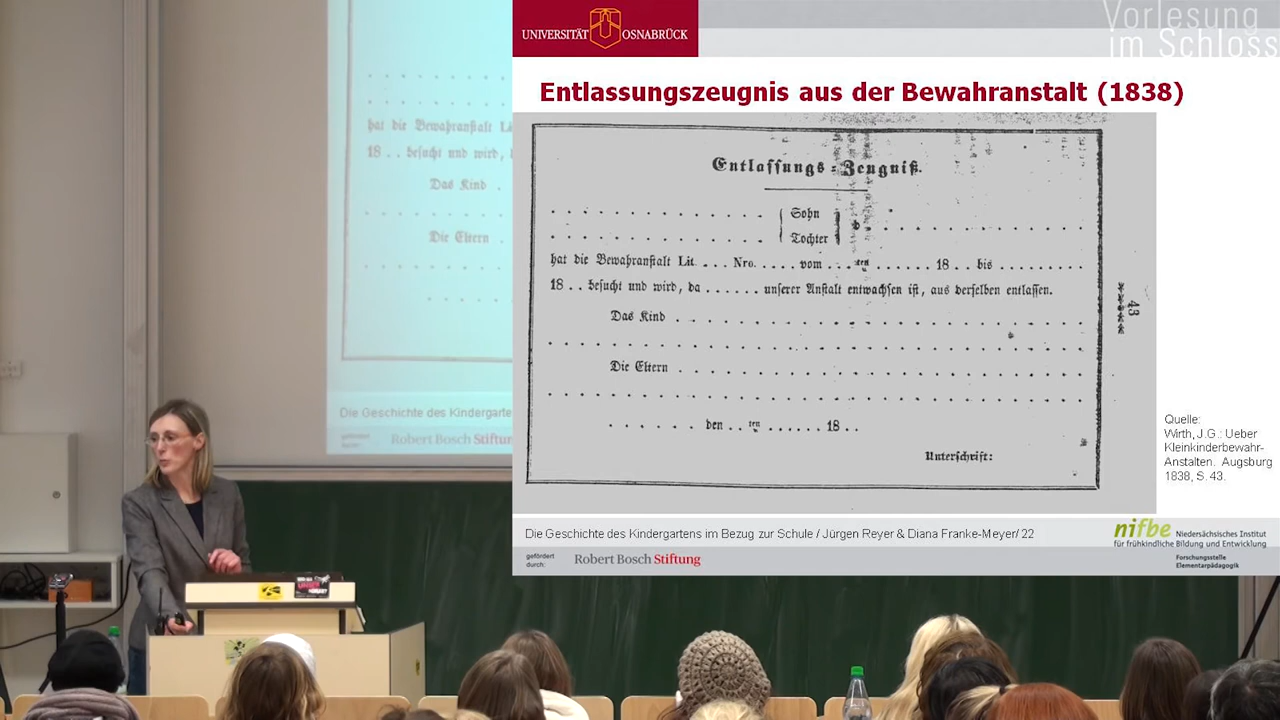 UNIVERSITÄT OSNABRÜCK
Vorlesung
im Schloss
Entlassungszeugnis aus der Bewahranstalt (1838)
Entlassungs-Zeugniß.
. . . . . . . . . . . . . Sohn
. . . . . . . . . . . . . Tochter . . . . . . . . . . . .
hat die Bewahranstalt Lit. . . . Nro. . . . . vom . . ten . . . . . . 18 . . bis . . . . . . . . .
18 . . besucht und wird, da . . . . . . unserer Anstalt entwachsen ist, aus derselben entlassen.
Das Kind . . . . . . . . . . . . . . . . . . . .
Die Eltern . . . . . . . . . . . . . . . . . . . .
. . . . . . den . . ten . . . . . . 18 . .
Unterschrift:
43
Quelle:
Wirth, J.G.: Ueber
Kleinkinderbewahr-
Anstalten. Augsburg
1838, S. 43.
Die Geschichte des Kindergartens im Bezug zur Schule / Jürgen Reyer & Diana Franke-Meyer/ 22
nifbe Niedersächsisches Institut
für frühkindliche Bildung und Entwicklung
Forschungsstelle
Elementarpädagogik
gefördert
durch:
Robert Bosch Stiftung
hat die Bewahranstalt
18 . . besucht und wird,
Das Kind
Die Eltern
Die Geschichte des Kindergartens
gefördert
durch:
Robert Bosch Stiftung